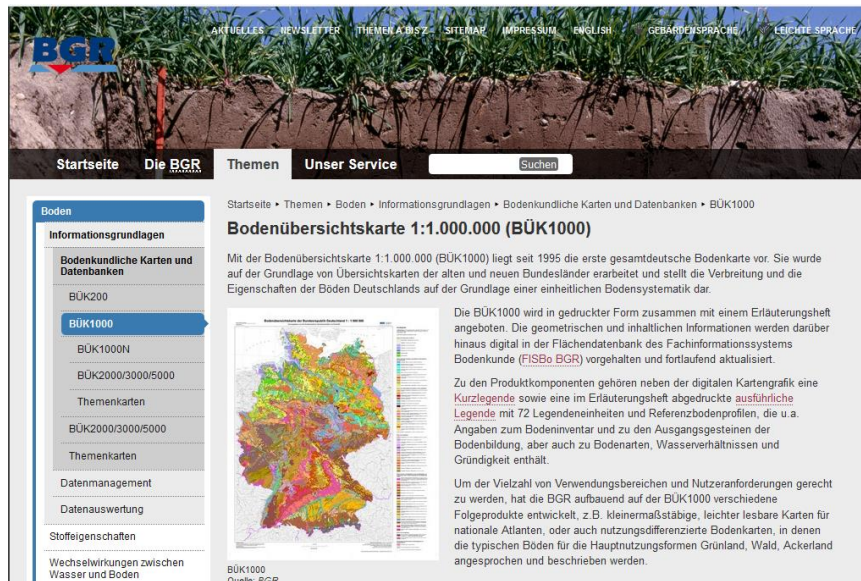 BGR
AKTUELLES NEWSLETTER THEMEN A BIS Z SITEMAP IMPRESSUM ENGLISH GEBÄRDENSPRACHE LEICHTE SPRACHE
Startseite Die BGR Themen Unser Service Suchen
Startseite ▸ Themen ▸ Boden ▸ Informationsgrundlagen ▸ Bodenkundliche Karten und Datenbanken ▸ BÜK1000
Boden
Informationsgrundlagen
Bodenkundliche Karten und
Datenbanken
BÜK200
BÜK1000
BÜK1000N
BÜK2000/3000/5000
Themenkarten
BÜK2000/3000/5000
Themenkarten
Datenmanagement
Datenauswertung
Stoffeigenschaften
Wechselwirkungen zwischen
Wasser und Boden
Bodenübersichtskarte 1:1.000.000 (BÜK1000)
Mit der Bodenübersichtskarte 1:1.000.000 (BÜK1000) liegt seit 1995 die erste gesamtdeutsche Bodenkarte vor. Sie wurde
auf der Grundlage von Übersichtskarten der alten und neuen Bundesländer erarbeitet und stellt die Verbreitung und die
Eigenschaften der Böden Deutschlands auf der Grundlage einer einheitlichen Bodensystematik dar.
Die BÜK1000 wird in gedruckter Form zusammen mit einem Erläuterungsheft
angeboten. Die geometrischen und inhaltlichen Informationen werden darüber
hinaus digital in der Flächendatenbank des Fachinformationssystems
Bodenkunde (FISBo BGR) vorgehalten und fortlaufend aktualisiert.
Zu den Produktkomponenten gehören neben der digitalen Kartengrafik eine
Kurzlegende sowie eine im Erläuterungsheft abgedruckte ausführliche
Legende mit 72 Legendeneinheiten und Referenzbodenprofilen, die u.a.
Angaben zum Bodeninventar und zu den Ausgangsgesteinen der
Bodenbildung, aber auch zu Bodenarten, Wasserverhältnissen und
Gründigkeit enthält.
Um der Vielzahl von Verwendungsbereichen und Nutzeranforderungen gerecht
zu werden, hat die BGR aufbauend auf der BÜK1000 verschiedene
Folgeprodukte entwickelt, z.B. kleinermaßstäbige, leichter lesbare Karten für
nationale Atlanten, oder auch nutzungsdifferenzierte Bodenkarten, in denen
die typischen Böden für die Hauptnutzungsformen Grünland, Wald, Ackerland
angesprochen und beschrieben werden.
BÜK1000
Quelle: BGR